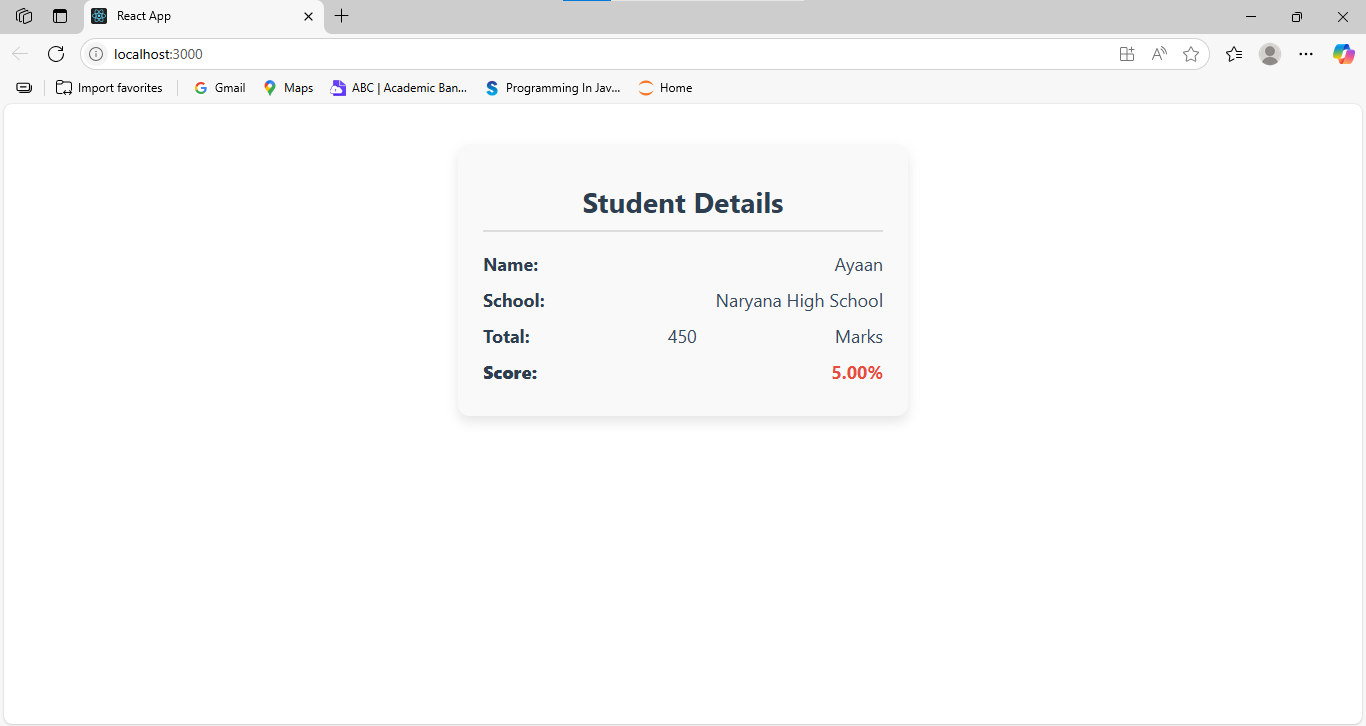 React App
localhost:3000
Import favorites Gmail Maps ABC | Academic Ban... Programming In Jav... Home
Student Details
Name: Ayaan
School: Naryana High School
Total: 450 Marks
Score: 5.00%